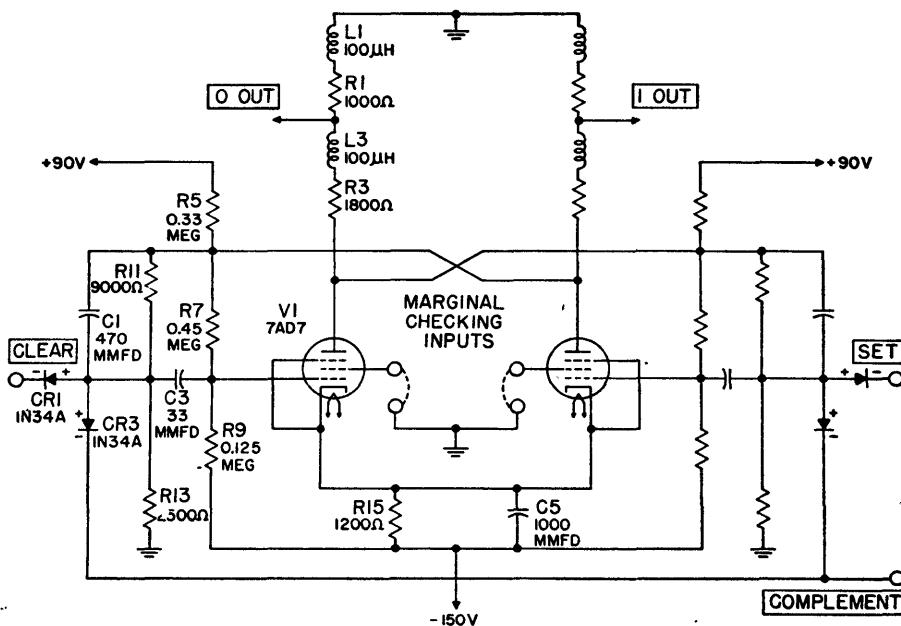 L1
100µH
R1
1000Ω
0 OUT
1 OUT
L3
100µH
+90V
+90V
R3
1800Ω
R5
0.33
MEG
R11
9000Ω
MARGINAL
CHECKING
INPUTS
R7
0.45
MEG
V1
7AD7
C1
470
MMFD
CLEAR
SET
- +
+ -
CR1
1N34A
C3
33
MMFD
+
-
CR3
1N34A
R9
0.125
MEG
+
-
R13
R15
1200Ω
C5
1000
MMFD
COMPLEMENT
-150V